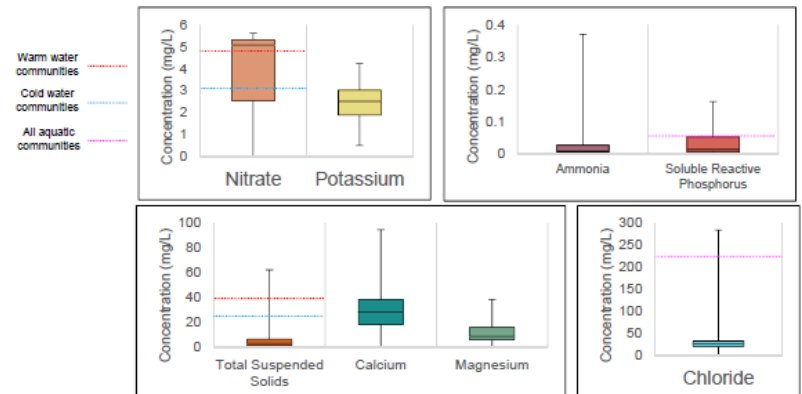 Warm water
communities
Cold water
communities
All aquatic
communities
Concentration (mg/L)
6
5
4
3
2
1
0
Nitrate
Potassium
Concentration (mg/L)
0.4
0.3
0.2
0.1
0
Ammonia
Soluble Reactive
Phosphorus
Concentration (mg/L)
100
80
60
40
20
0
Total Suspended
Solids
Calcium
Magnesium
Concentration (mg/L)
300
250
200
150
100
50
0
Chloride